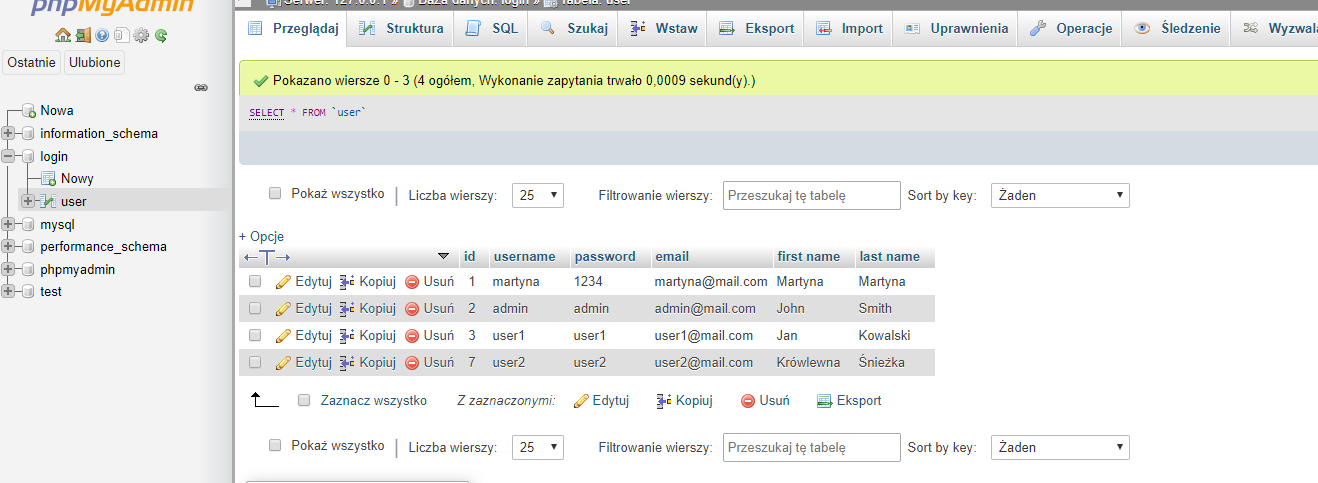 phpMyAdmin
Serwer: 127.0.0.1 » Baza danych: login » Tabela: user
Ostatnie Ulubione
Nowa
information_schema
login
Nowy
user
mysql
performance_schema
phpmyadmin
test
Przeglądaj Struktura SQL Szukaj Wstaw Eksport Import Uprawnienia Operacje Śledzenie Wyzwala
Pokazano wiersze 0 - 3 (4 ogółem, Wykonanie zapytania trwało 0,0009 sekund(y).)
SELECT * FROM `user`
Pokaż wszystko | Liczba wierszy: 25 Filtrowanie wierszy: Przeszukaj tę tabelę Sort by key: Żaden
+ Opcje
←T→ id username password email first name last name
Edytuj Kopiuj Usuń 1 martyna 1234 martyna@mail.com Martyna Martyna
Edytuj Kopiuj Usuń 2 admin admin admin@mail.com John Smith
Edytuj Kopiuj Usuń 3 user1 user1 user1@mail.com Jan Kowalski
Edytuj Kopiuj Usuń 7 user2 user2 user2@mail.com Krówlewna Śnieżka
Zaznacz wszystko Z zaznaczonymi: Edytuj Kopiuj Usuń Eksport
Pokaż wszystko | Liczba wierszy: 25 Filtrowanie wierszy: Przeszukaj tę tabelę Sort by key: Żaden